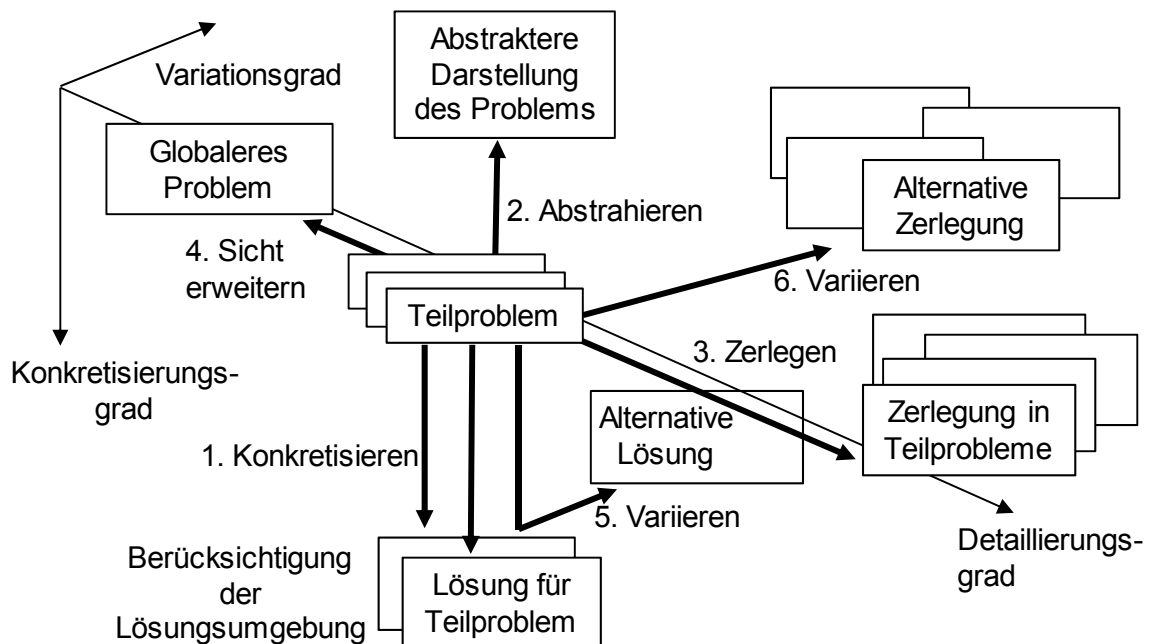 Variationsgrad
Abstraktere
Darstellung
des Problems
Globaleres
Problem
2. Abstrahieren
Alternative
Zerlegung
4. Sicht
erweitern
6. Variieren
Teilproblem
3. Zerlegen
Konkretisierungs-
grad
Alternative
Lösung
Zerlegung in
Teilprobleme
1. Konkretisieren
5. Variieren
Detaillierungs-
grad
Berücksichtigung
der
Lösungsumgebung
Lösung für
Teilproblem